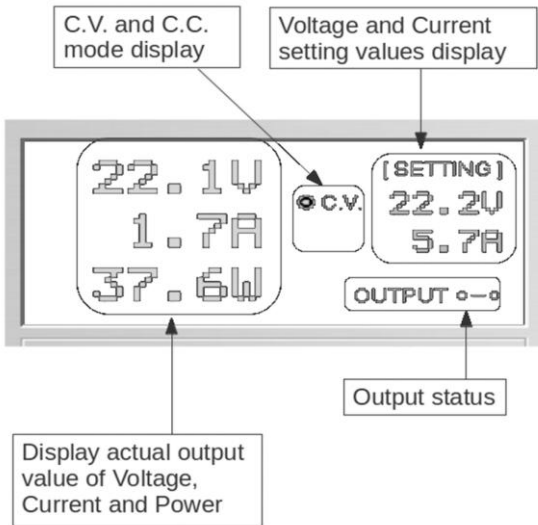 C.V. and C.C.
mode display
Voltage and Current
setting values display
22.1V
1.7A
37.6W
C.V.
[SETTING]
22.2V
5.7A
OUTPUT
Output status
Display actual output
value of Voltage,
Current and Power